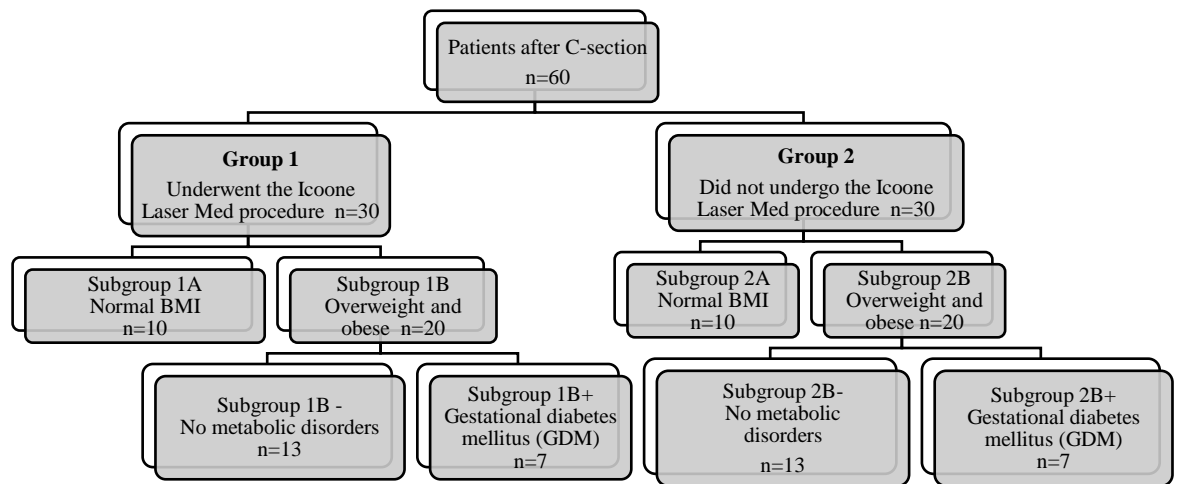 Patients after C-section
n=60
Group 1
Underwent the Icoone
Laser Med procedure n=30
Group 2
Did not undergo the Icoone
Laser Med procedure n=30
Subgroup 1A
Normal BMI
n=10
Subgroup 1B
Overweight and
obese n=20
Subgroup 2A
Normal BMI
n=10
Subgroup 2B
Overweight and
obese n=20
Subgroup 1B -
No metabolic disorders
n=13
Subgroup 1B+
Gestational diabetes
mellitus (GDM)
n=7
Subgroup 2B-
No metabolic
disorders
n=13
Subgroup 2B+
Gestational diabetes
mellitus (GDM)
n=7